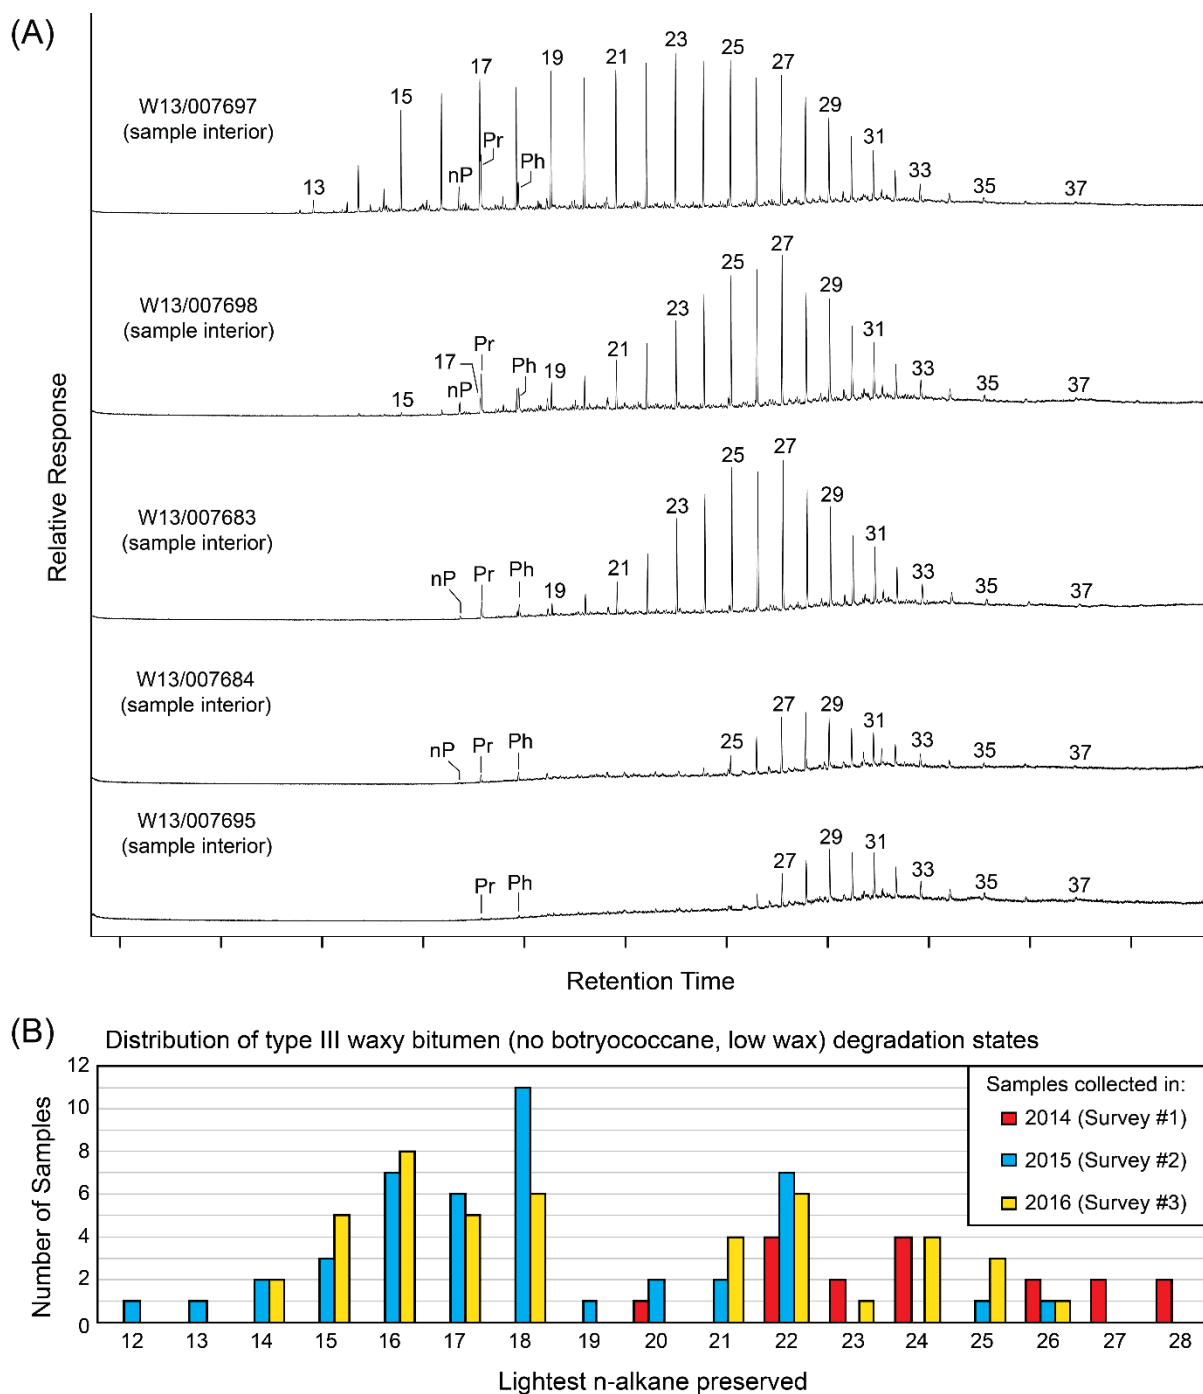 (A)
Relative Response
W13/007697
(sample interior)
13
15
17
19
21
23
25
27
29
31
33
35
37
nP
Pr
Ph
W13/007698
(sample interior)
15
nP
17
Pr
Ph
19
21
23
25
27
29
31
33
35
37
W13/007683
(sample interior)
nP
Pr
Ph
19
21
23
25
27
29
31
33
35
37
W13/007684
(sample interior)
nP
Pr
Ph
25
27
29
31
33
35
37
W13/007695
(sample interior)
Pr
Ph
27
29
31
33
35
37
Retention Time
(B)
Distribution of type III waxy bitumen (no botryococcane, low wax) degradation states
Number of Samples
12
10
8
6
4
2
0
Samples collected in:
2014 (Survey #1)
2015 (Survey #2)
2016 (Survey #3)
12 13 14 15 16 17 18 19 20 21 22 23 24 25 26 27 28
Lightest n-alkane preserved